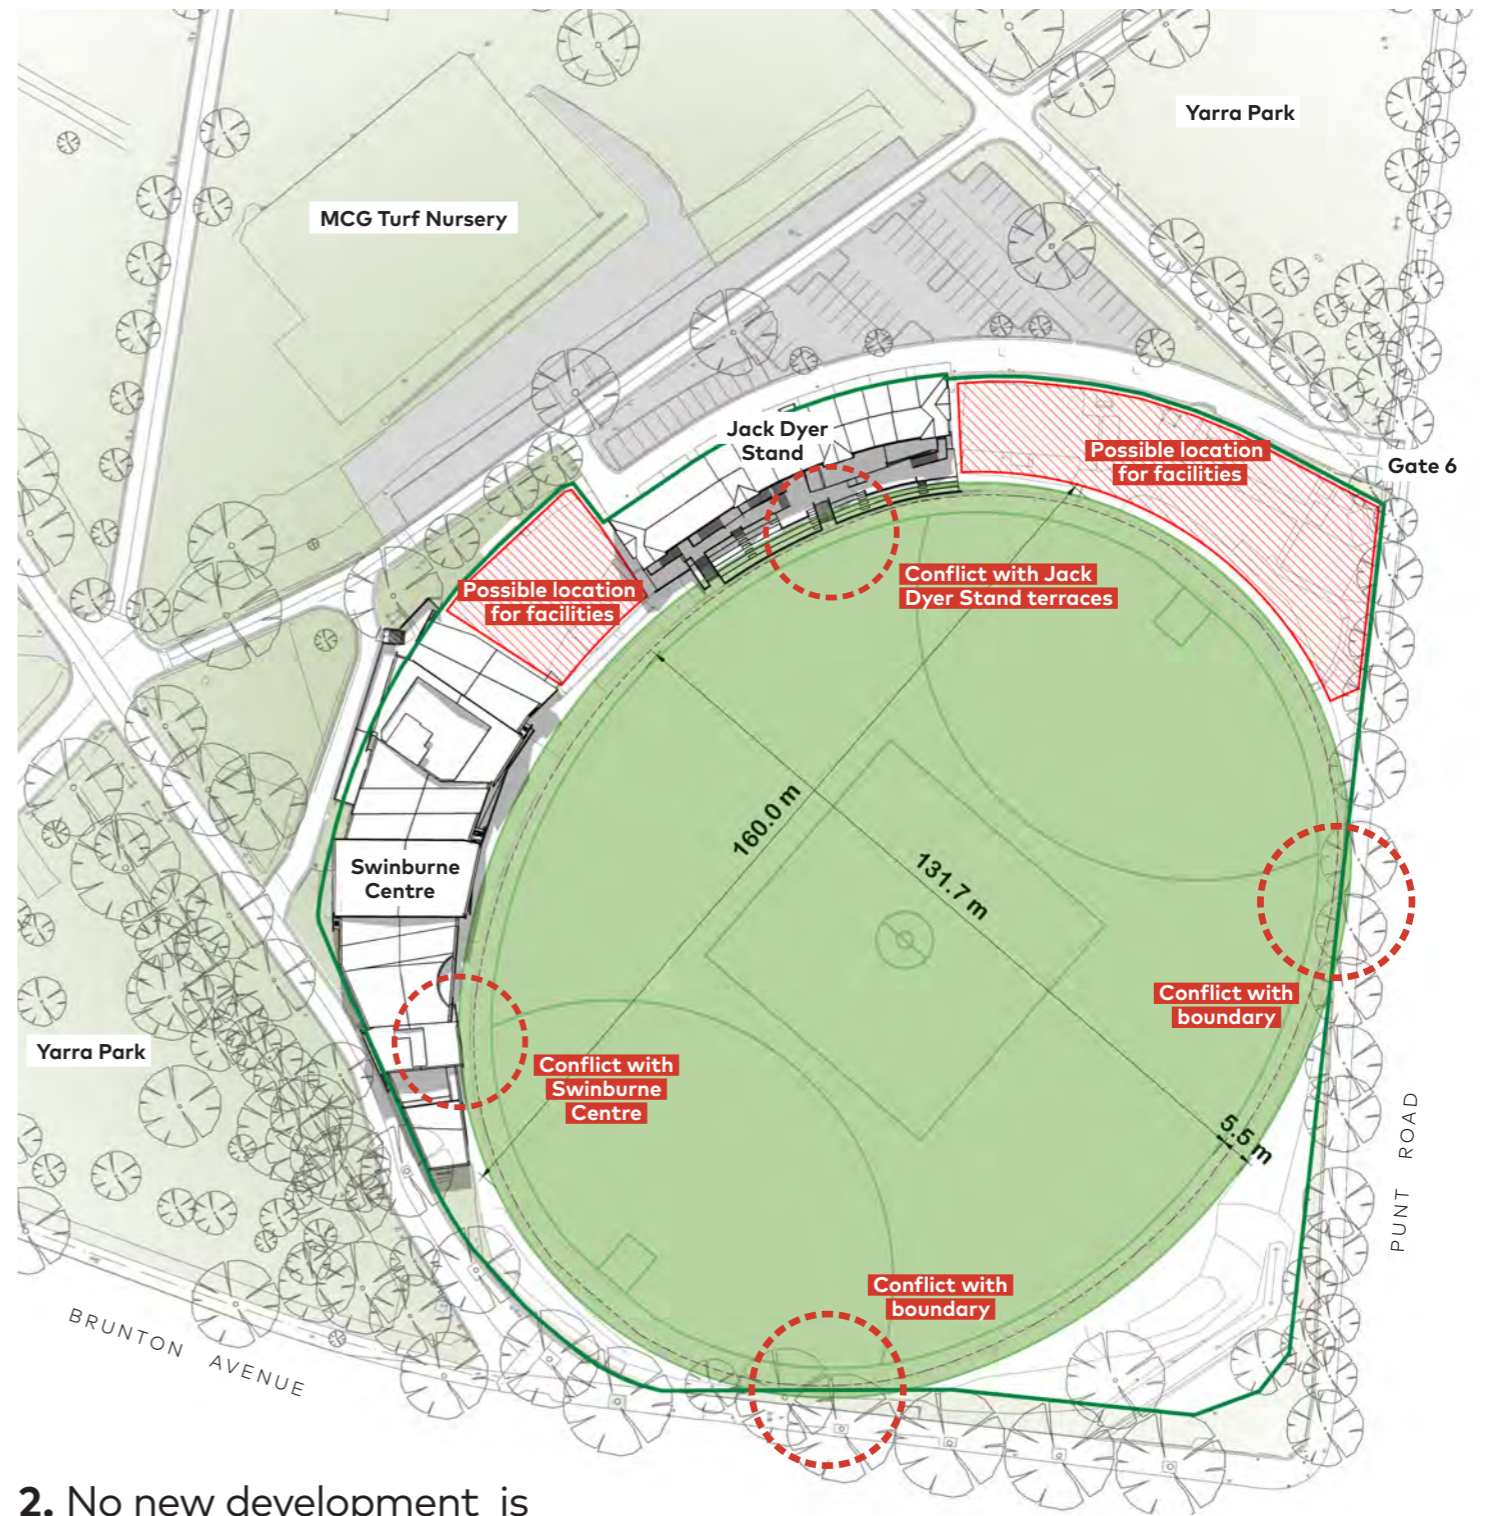 Yarra Park
MCG Turf Nursery
Jack Dyer
Stand
Possible location
for facilities
Gate 6
Possible location
for facilities
Conflict with Jack
Dyer Stand terraces
160.0 m
131.7 m
Swinburne
Centre
Conflict with
boundary
Yarra Park
Conflict with
Swinburne
Centre
5.5 m
PUNT ROAD
Conflict with
boundary
BRUNTON AVENUE
2. No new development is